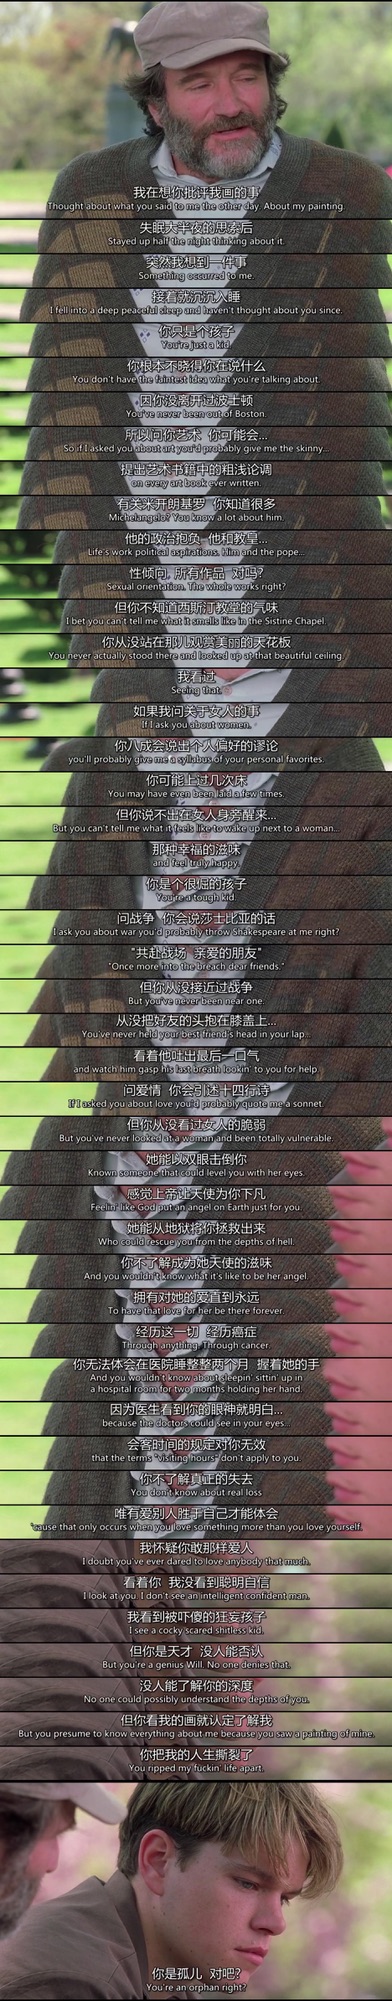 我在想你批评我画的事
Thought about what you said to me the other day. About my painting.
失眠大半夜的思索后
Stayed up half the night thinking about it.
突然我想到一件事
Something occurred to me.
接着就沉沉入睡
I fell into a deep peaceful sleep and haven't thought about you since.
你只是个孩子
You're just a kid.
你根本不晓得你在说什么
You don't have the faintest idea what you're talking about.
因你没离开过波士顿
You've never been out of Boston.
所以问你艺术 你可能会...
So if I asked you about art you'd probably give me the skinny...
提出艺术书籍中的粗浅论调
on every art book ever written.
有关米开朗基罗 你知道很多
Michelangelo? You know a lot about him.
他的政治抱负 他和教皇...
Life's work political aspirations. Him and the pope...
性倾向 所有作品 对吗?
Sexual orientation. The whole works right?
但你不知道西斯汀教堂的气味
I bet you can't tell me what it smells like in the Sistine Chapel.
你从没站在那儿观赏美丽的天花板
You never actually stood there and looked up at that beautiful ceiling.
我看过
Seeing that.
如果我问关于女人的事
If I ask you about women.
你八成会说出个人偏好的谬论
you'll probably give me a syllabus of your personal favorites.
你可能上过几次床
You may have even been laid a few times.
但你说不出在女人身旁醒来...
But you can't tell me what it feels like to wake up next to a woman...
那种幸福的滋味
and feel truly happy.
你是个很倔的孩子
You're a tough kid.
问战争 你会说莎士比亚的话
I ask you about war you'd probably throw Shakespeare at me right?
"共赴战场 亲爱的朋友"
"Once more into the breach dear friends."
但你从没接近过战争
But you've never been near one.
从没把好友的头抱在膝盖上...
You've never held your best friend's head in your lap...
看着他吐出最后一口气
and watch him gasp his last breath lookin' to you for help.
问爱情 你会引述十四行诗
If I asked you about love you'd probably quote me a sonnet.
但你从没看过女人的脆弱
But you've never looked at a woman and been totally vulnerable.
她能以双眼击倒你
Known someone that could level you with her eyes.
感觉上帝让天使为你下凡
Feelin' like God put an angel on Earth just for you.
她能从地狱将你拯救出来
Who could rescue you from the depths of hell.
你不了解成为她天使的滋味
And you wouldn't know what it's like to be her angel.
拥有对她的爱直到永远
To have that love for her be there forever.
经历这一切 经历癌症
Through anything. Through cancer.
你无法体会在医院睡整整两个月 握着她的手
And you wouldn't know about sleepin' sittin' up in
a hospital room for two months holding her hand.
因为医生看到你的眼神就明白...
because the doctors could see in your eyes...
会客时间的规定对你无效
that the terms "visiting hours" don't apply to you.
你不了解真正的失去
You don't know about real loss
唯有爱别人胜于自己才能体会
'cause that only occurs when you love something more than you love yourself.
我怀疑你敢那样爱人
I doubt you've ever dared to love anybody that much.
看着你 我没看到聪明自信
I look at you. I don't see an intelligent confident man.
我看到被吓傻的狂妄孩子
I see a cocky scared shitless kid.
但你是天才 没人能否认
But you're a genius Will. No one denies that.
没人能了解你的深度
No one could possibly understand the depths of you.
但你看我的画就认定了解我
But you presume to know everything about me because you saw a painting of mine.
你把我的人生撕裂了
You ripped my fuckin' life apart.
你是孤儿 对吧?
You're an orphan right?